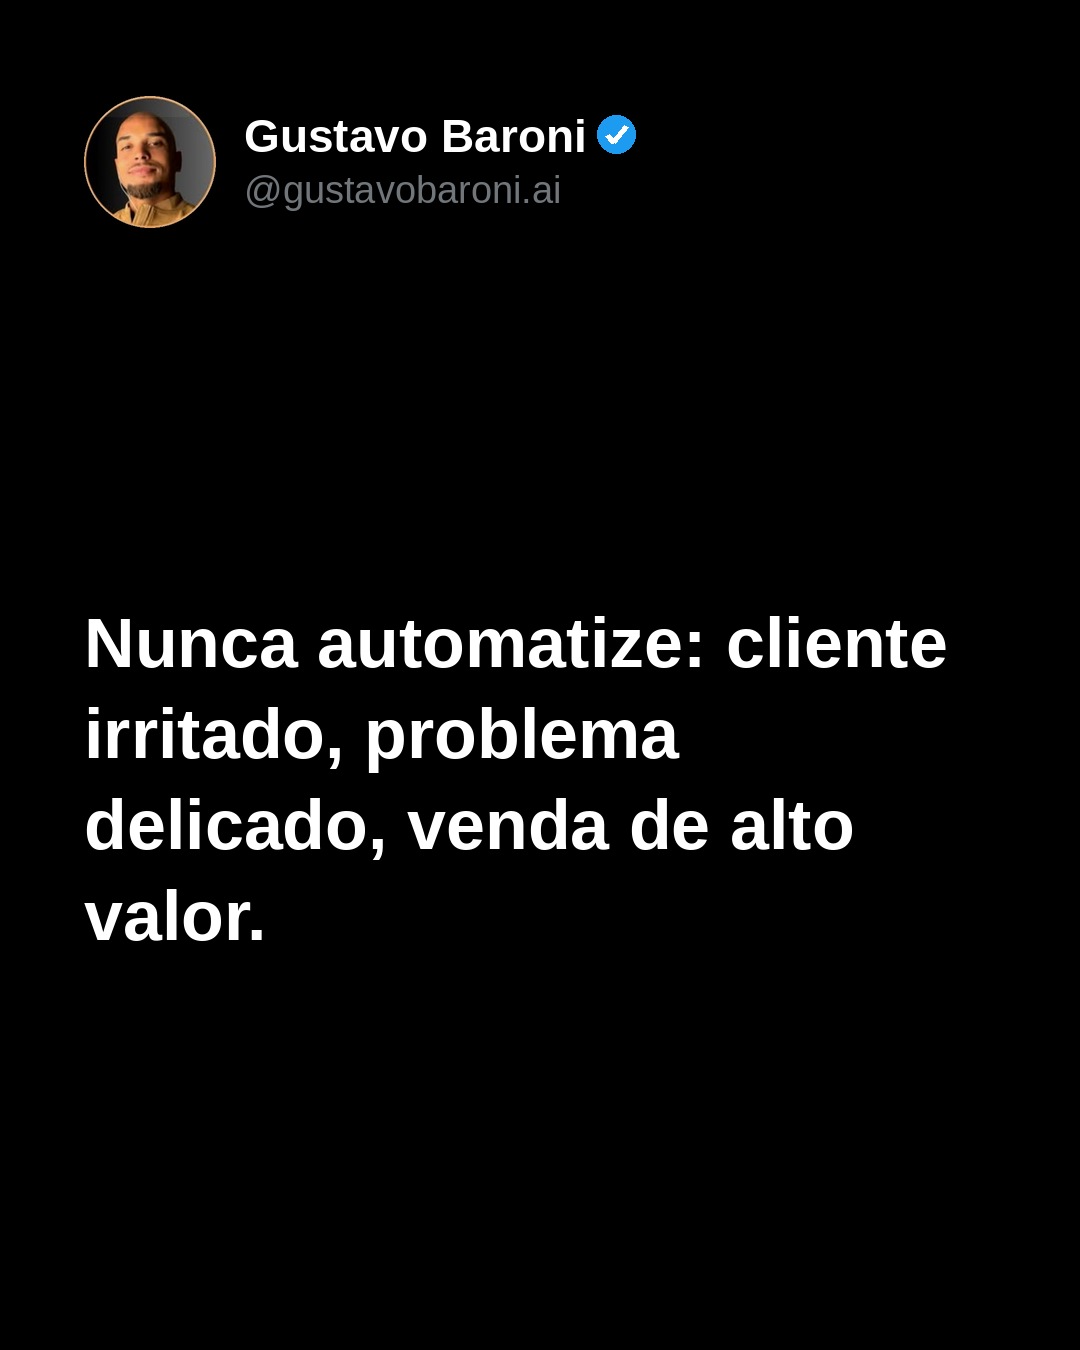 Gustavo Baroni
@gustavobaroni.ai
Nunca automatize: cliente
irritado, problema
delicado, venda de alto
valor.